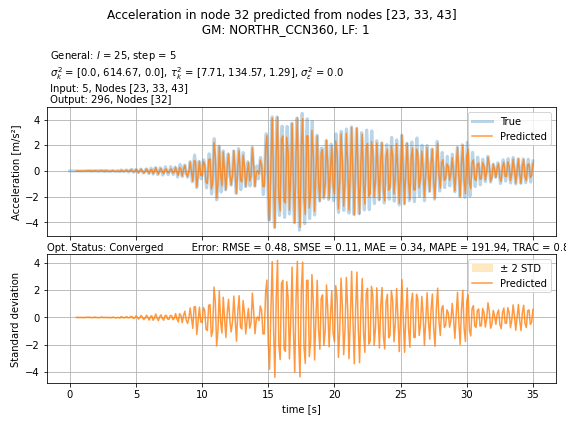 Acceleration in node 32 predicted from nodes [23, 33, 43]
GM: NORTHR_CCN360, LF: 1
General: l = 25, step = 5
σ²ₖ = [0.0, 614.67, 0.0], τ²ₖ = [7.71, 134.57, 1.29], σ²ᵣ = 0.0
Input: 5, Nodes [23, 33, 43]
Output: 296, Nodes [32]
Acceleration [m/s²]
4
2
0
−2
−4
True
Predicted
Opt. Status: Converged Error: RMSE = 0.48, SMSE = 0.11, MAE = 0.34, MAPE = 191.94, TRAC = 0.8
Standard deviation
4
2
0
−2
−4
± 2 STD
Predicted
0 5 10 15 20 25 30 35
time [s]